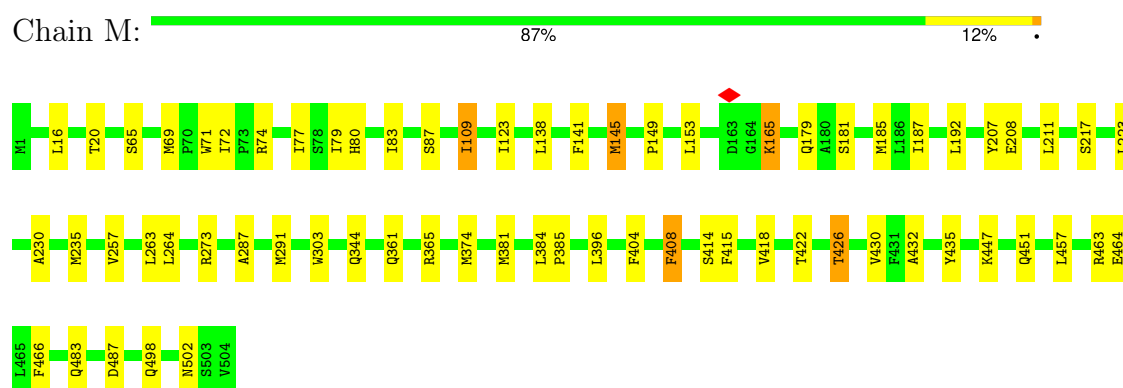 Chain M:
87% 12% •
M1 L16 T20 S65 M69 P70 W71 I72 P73 R74 I77 S78 I79 H80 I83 S87 I109 I123 L138 F141 M145 P149 L153 D163 G164 K165 Q179 A180 S181 M185 L186 I187 L192 Y207 E208 L211 S217
A230 M235 V257 L263 L264 R273 A287 M291 W303 Q344 Q361 R365 M374 M381 L384 P385 L396 F404 F408 S414 F415 V418 T422 T426 V430 F431 A432 Y435 K447 Q451 L457 R463 E464
L465 F466 Q483 D487 Q498 N502 S503 V504